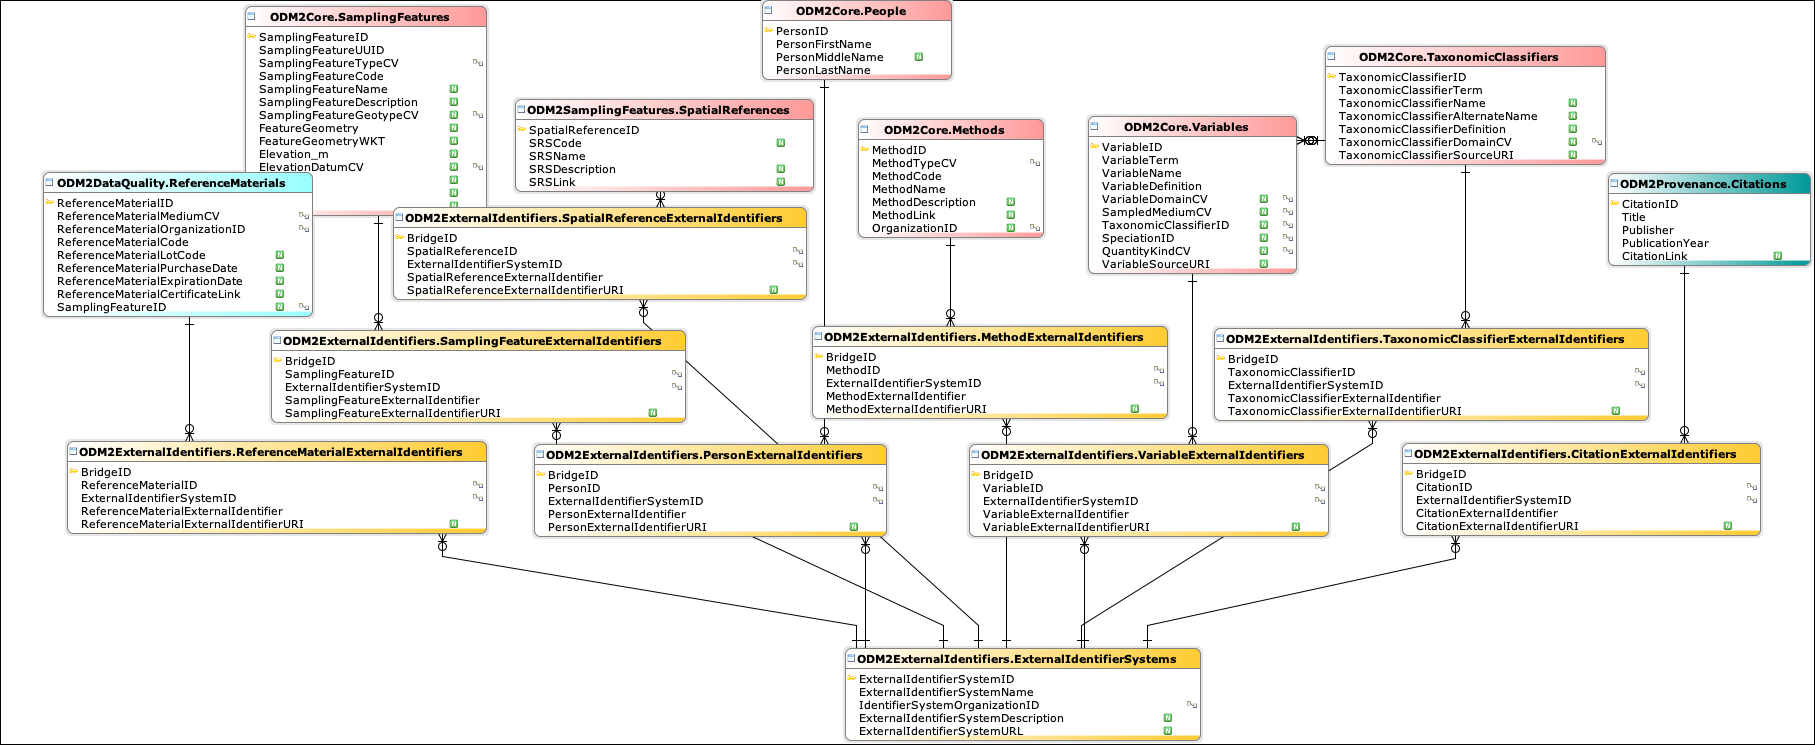 ODM2Core.SamplingFeatures
SamplingFeatureID
SamplingFeatureUUID
SamplingFeatureTypeCV
SamplingFeatureCode
SamplingFeatureName N
SamplingFeatureDescription N
SamplingFeatureGeotypeCV N
FeatureGeometry N
FeatureGeometryWKT N
Elevation_m N
ElevationDatumCV N
N
N
N
ODM2Core.People
PersonID
PersonFirstName
PersonMiddleName N
PersonLastName
ODM2SamplingFeatures.SpatialReferences
SpatialReferenceID
SRSCode N
SRSName
SRSDescription N
SRSLink N
ODM2Core.Methods
MethodID
MethodTypeCV
MethodCode
MethodName
MethodDescription N
MethodLink N
OrganizationID N
ODM2Core.Variables
VariableID
VariableTerm
VariableName
VariableDefinition
VariableDomainCV N
SampledMediumCV N
TaxonomicClassifierID N
SpeciationID N
QuantityKindCV N
VariableSourceURI N
ODM2Core.TaxonomicClassifiers
TaxonomicClassifierID
TaxonomicClassifierTerm
TaxonomicClassifierName N
TaxonomicClassifierAlternateName N
TaxonomicClassifierDefinition N
TaxonomicClassifierDomainCV N
TaxonomicClassifierSourceURI N
ODM2Provenance.Citations
CitationID
Title
Publisher
PublicationYear
CitationLink N
ODM2DataQuality.ReferenceMaterials
ReferenceMaterialID
ReferenceMaterialMediumCV
ReferenceMaterialOrganizationID
ReferenceMaterialCode
ReferenceMaterialLotCode N
ReferenceMaterialPurchaseDate N
ReferenceMaterialExpirationDate N
ReferenceMaterialCertificateLink N
SamplingFeatureID N
ODM2ExternalIdentifiers.SpatialReferenceExternalIdentifiers
BridgeID
SpatialReferenceID
ExternalIdentifierSystemID
SpatialReferenceExternalIdentifier
SpatialReferenceExternalIdentifierURI N
ODM2ExternalIdentifiers.SamplingFeatureExternalIdentifiers
BridgeID
SamplingFeatureID
ExternalIdentifierSystemID
SamplingFeatureExternalIdentifier
SamplingFeatureExternalIdentifierURI N
ODM2ExternalIdentifiers.MethodExternalIdentifiers
BridgeID
MethodID
ExternalIdentifierSystemID
MethodExternalIdentifier
MethodExternalIdentifierURI N
ODM2ExternalIdentifiers.TaxonomicClassifierExternalIdentifiers
BridgeID
TaxonomicClassifierID
ExternalIdentifierSystemID
TaxonomicClassifierExternalIdentifier
TaxonomicClassifierExternalIdentifierURI N
ODM2ExternalIdentifiers.ReferenceMaterialExternalIdentifiers
BridgeID
ReferenceMaterialID
ExternalIdentifierSystemID
ReferenceMaterialExternalIdentifier
ReferenceMaterialExternalIdentifierURI N
ODM2ExternalIdentifiers.PersonExternalIdentifiers
BridgeID
PersonID
ExternalIdentifierSystemID
PersonExternalIdentifier
PersonExternalIdentifierURI N
ODM2ExternalIdentifiers.VariableExternalIdentifiers
BridgeID
VariableID
ExternalIdentifierSystemID
VariableExternalIdentifier
VariableExternalIdentifierURI N
ODM2ExternalIdentifiers.CitationExternalIdentifiers
BridgeID
CitationID
ExternalIdentifierSystemID
CitationExternalIdentifier
CitationExternalIdentifierURI N
ODM2ExternalIdentifiers.ExternalIdentifierSystems
ExternalIdentifierSystemID
ExternalIdentifierSystemName
IdentifierSystemOrganizationID
ExternalIdentifierSystemDescription N
ExternalIdentifierSystemURL N